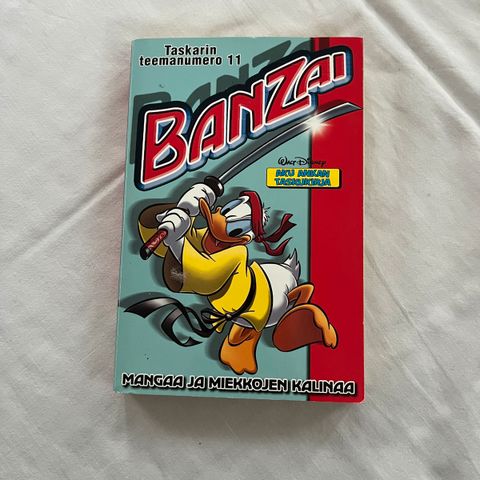 Taskarin
teemanumero 11
BANZAI
BANZAI
WALT DISNEY
AKU ANKAN
TASKUKIRJA
MANGAA JA MIEKKOJEN KALINAA